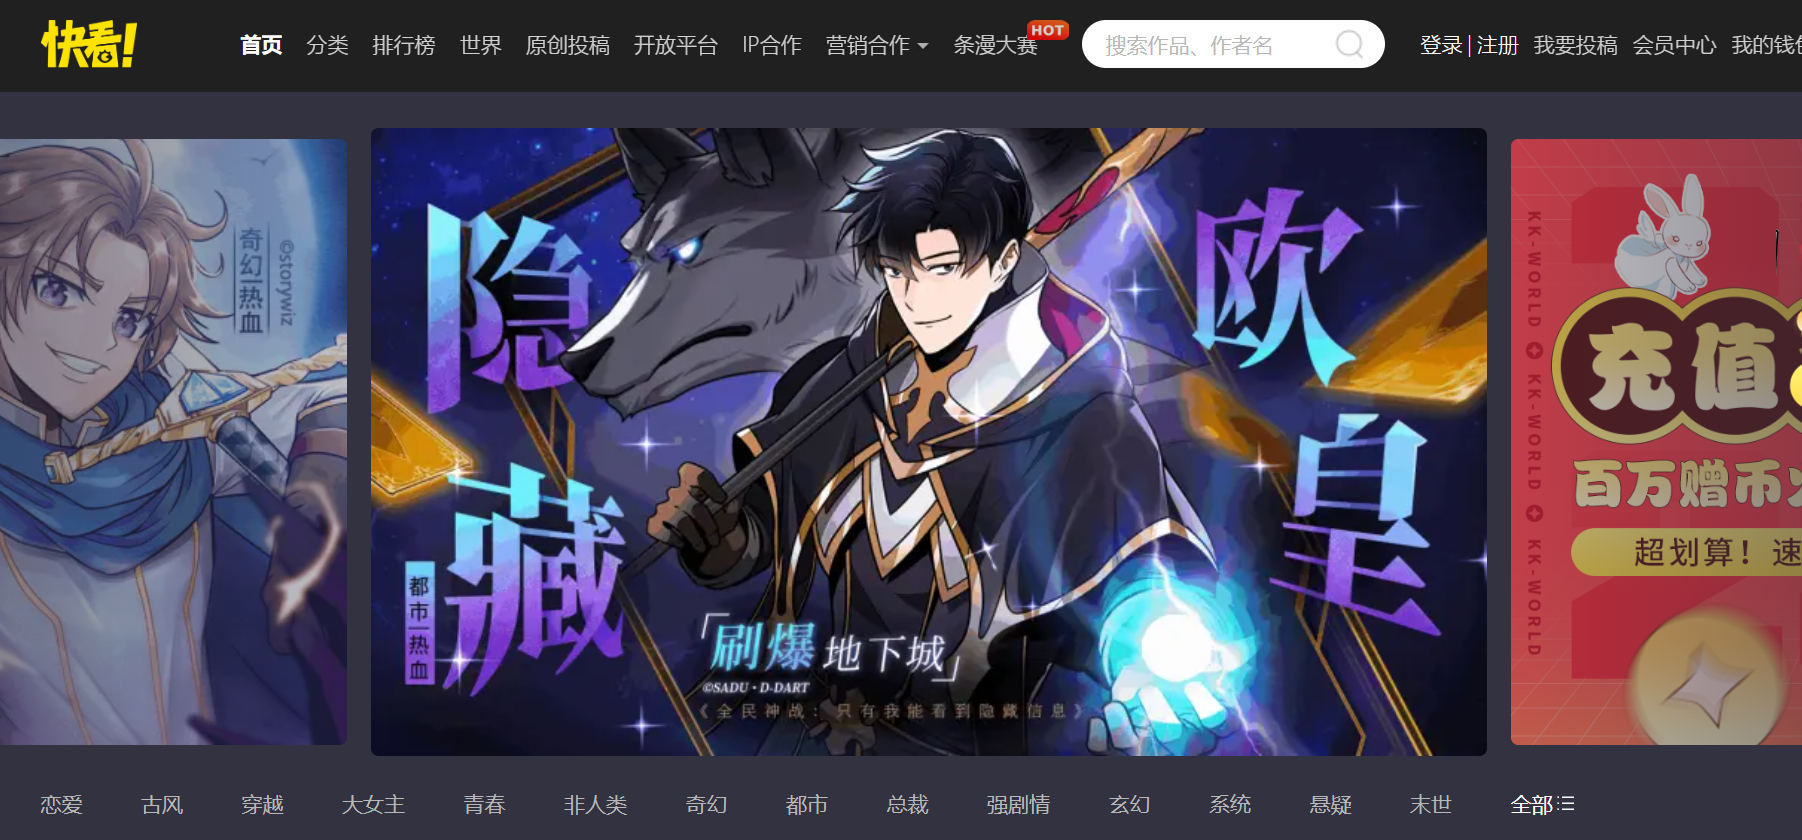 快看!
首页 分类 排行榜 世界 原创投稿 开放平台 IP合作 营销合作 条漫大赛 HOT 搜索作品、作者名 登录|注册 我要投稿 会员中心 我的钱
奇幻|热血
©storywiz
隐藏
欧皇
都市|热血
「刷爆地下城」
©SADU·D-DART
《全民神战：只有我能看到隐藏信息》
KK-WORLD KK-WORLD KK-WORLD
充值
百万赠币
超划算！速
恋爱 古风 穿越 大女主 青春 非人类 奇幻 都市 总裁 强剧情 玄幻 系统 悬疑 末世 全部